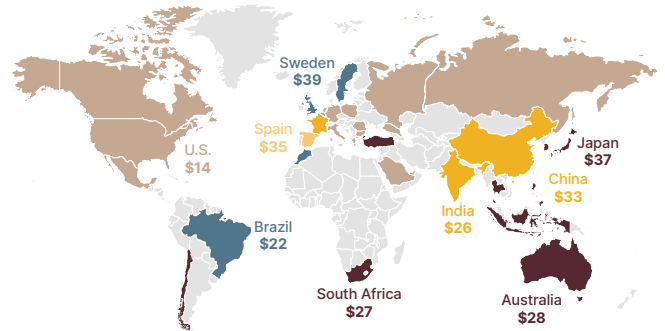 Sweden
$39
Spain
$35
U.S.
$14
Japan
$37
China
$33
India
$26
Brazil
$22
South Africa
$27
Australia
$28